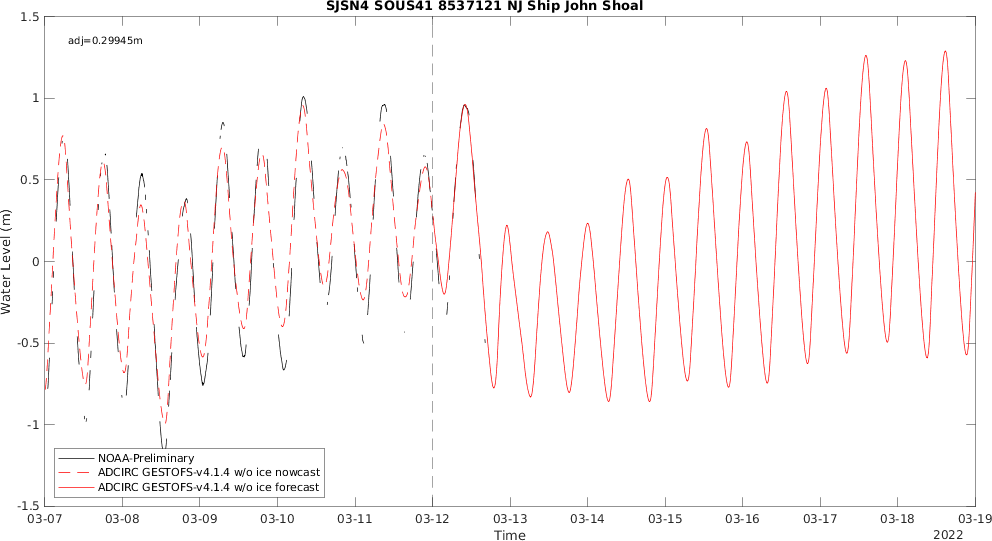 SJSN4 SOUS41 8537121 NJ Ship John Shoal
1.5
adj=0.29945m
1
0.5
0
-0.5
-1
-1.5
Water Level (m)
NOAA-Preliminary
ADCIRC GESTOFS-v4.1.4 w/o ice nowcast
ADCIRC GESTOFS-v4.1.4 w/o ice forecast
03-07 03-08 03-09 03-10 03-11 03-12 03-13 03-14 03-15 03-16 03-17 03-18 03-19
Time
2022